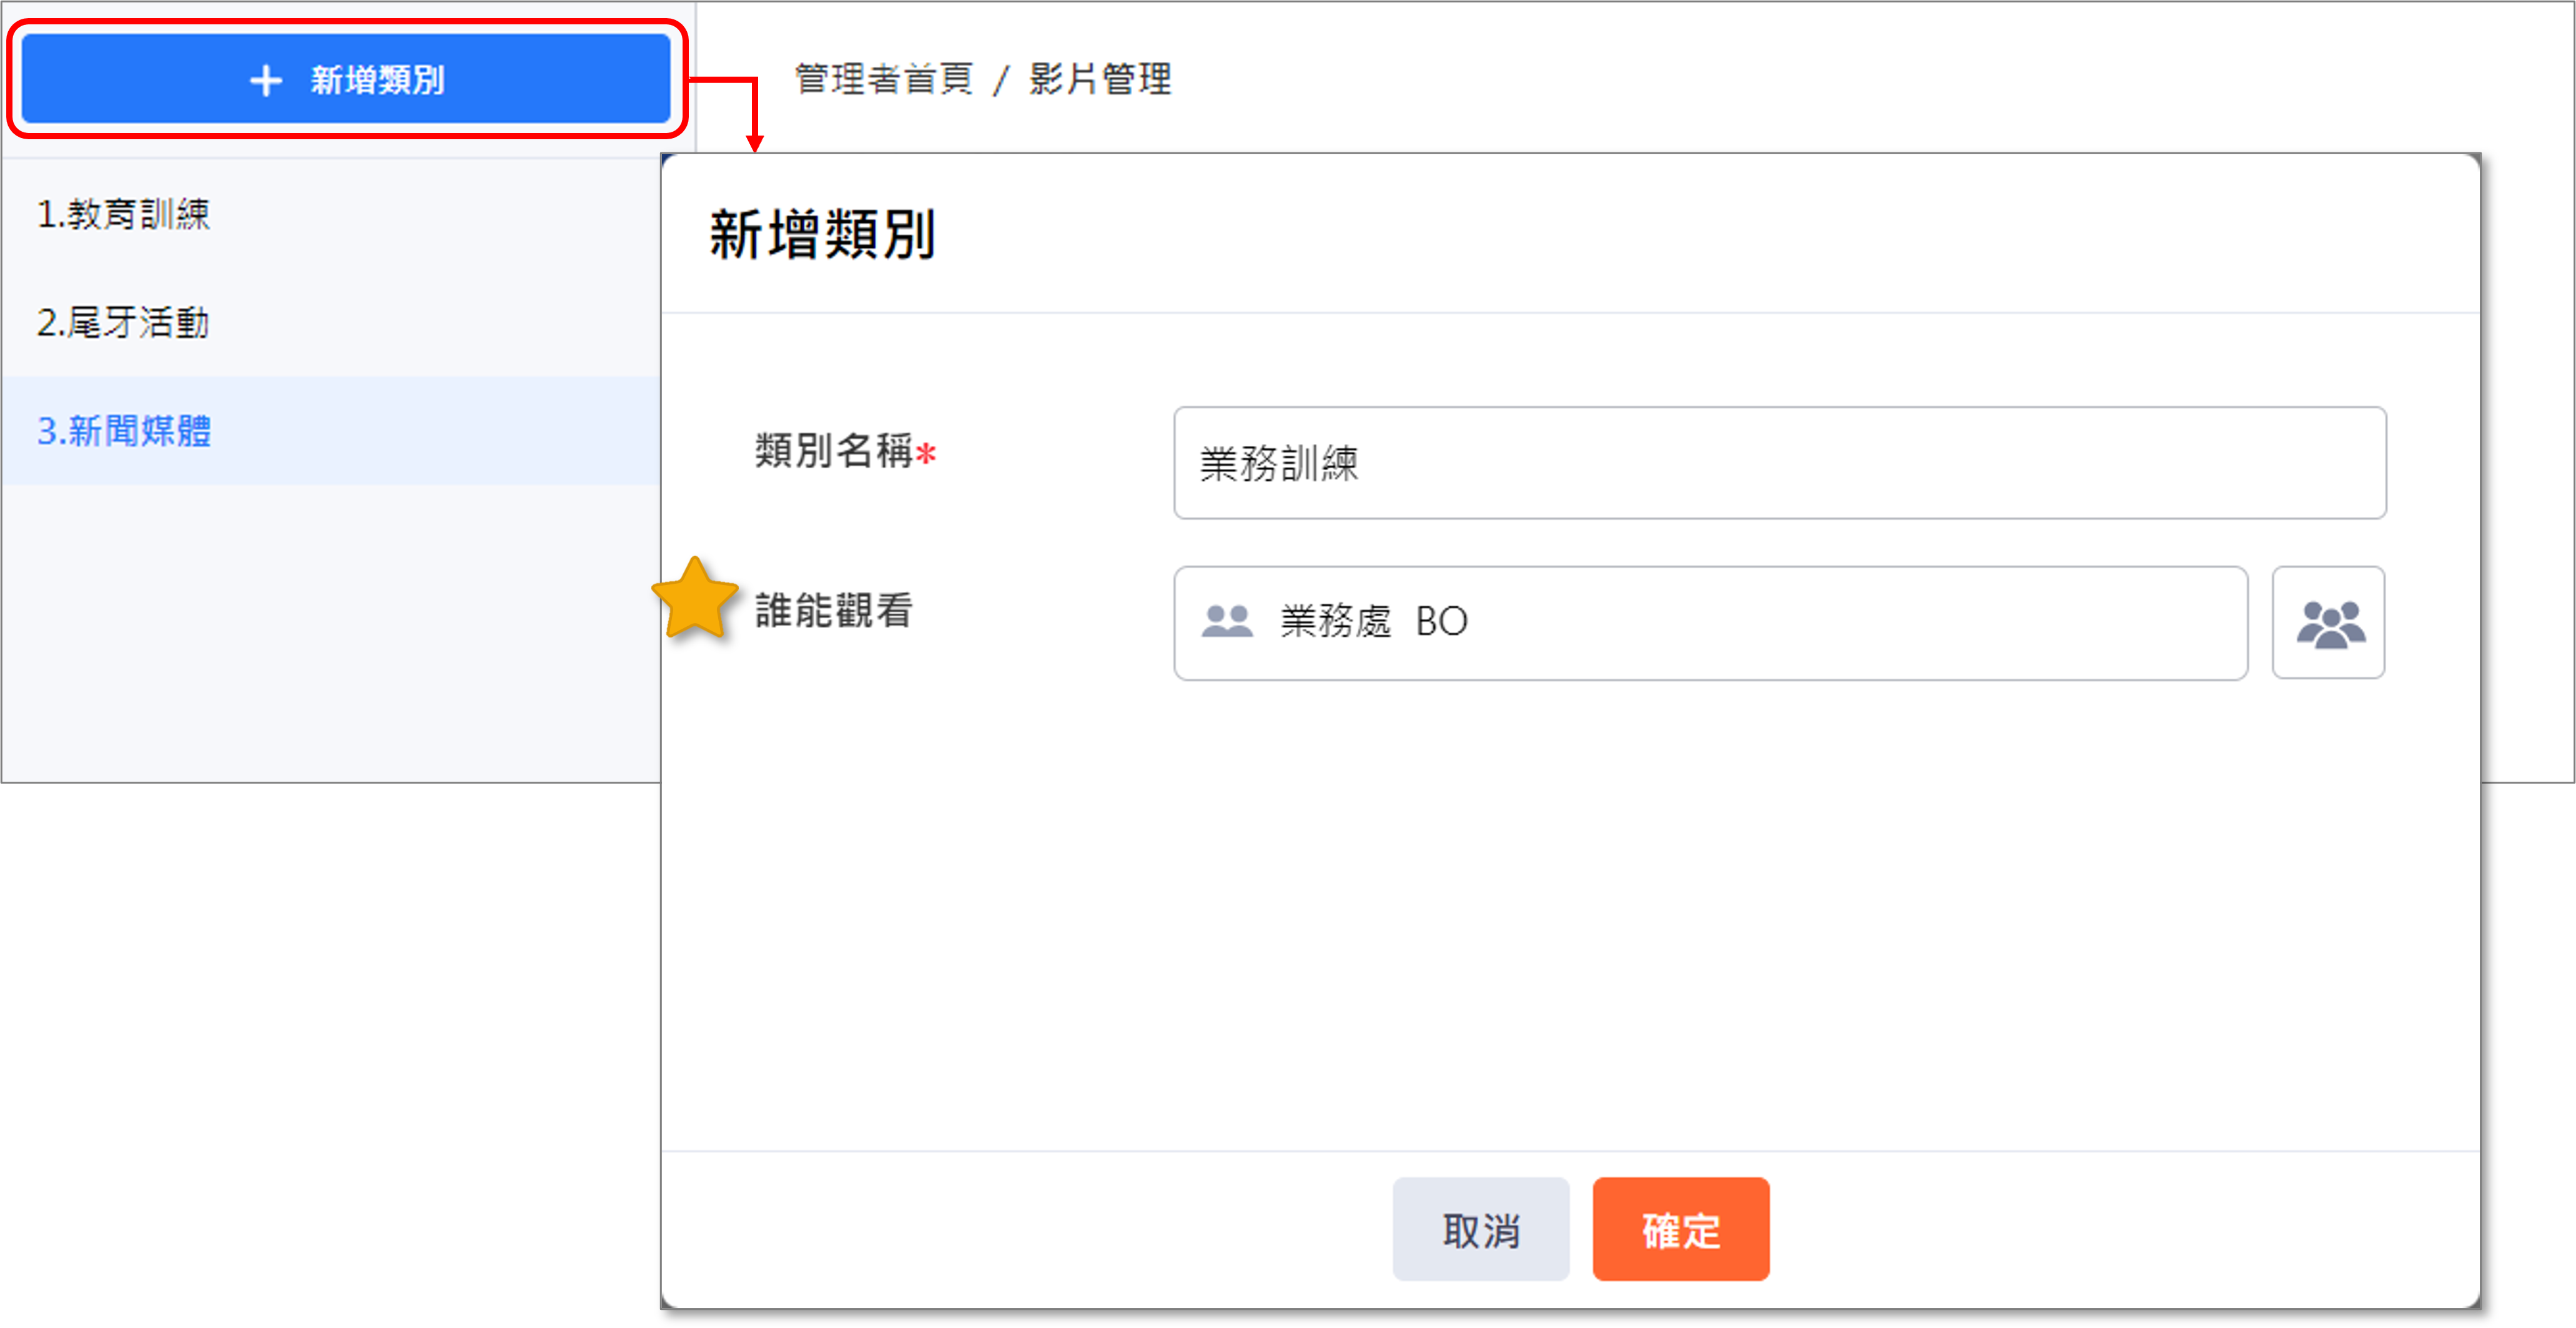 新增類別
管理者首頁 / 影片管理
1.教育訓練
2.尾牙活動
3.新聞媒體
新增類別
類別名稱*
業務訓練
誰能觀看
業務處 BO
取消
確定